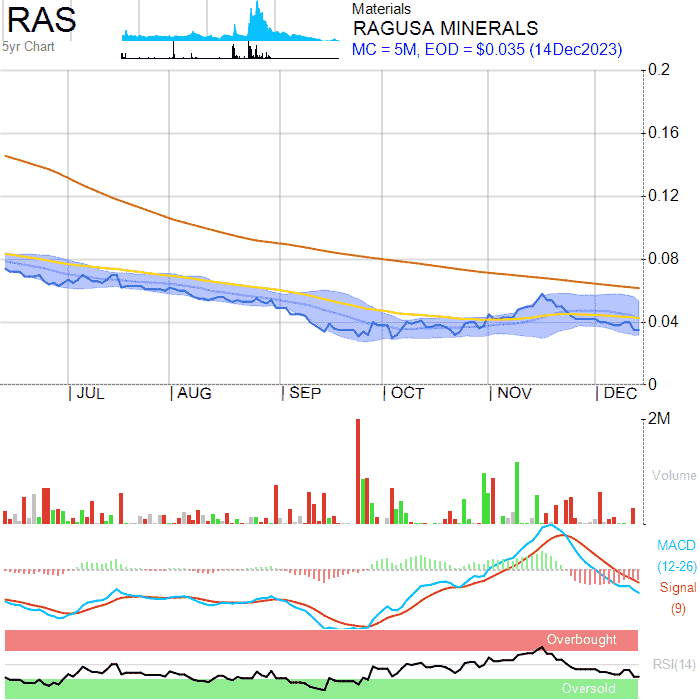 RAS
5yr Chart
Materials
RAGUSA MINERALS
MC = 5M, EOD = $0.035 (14Dec2023)
0.2
0.16
0.12
0.08
0.04
0
JUL AUG SEP OCT NOV DEC
2M
Volume
MACD
(12-26)
Signal
(9)
Overbought
RSI(14)
Oversold